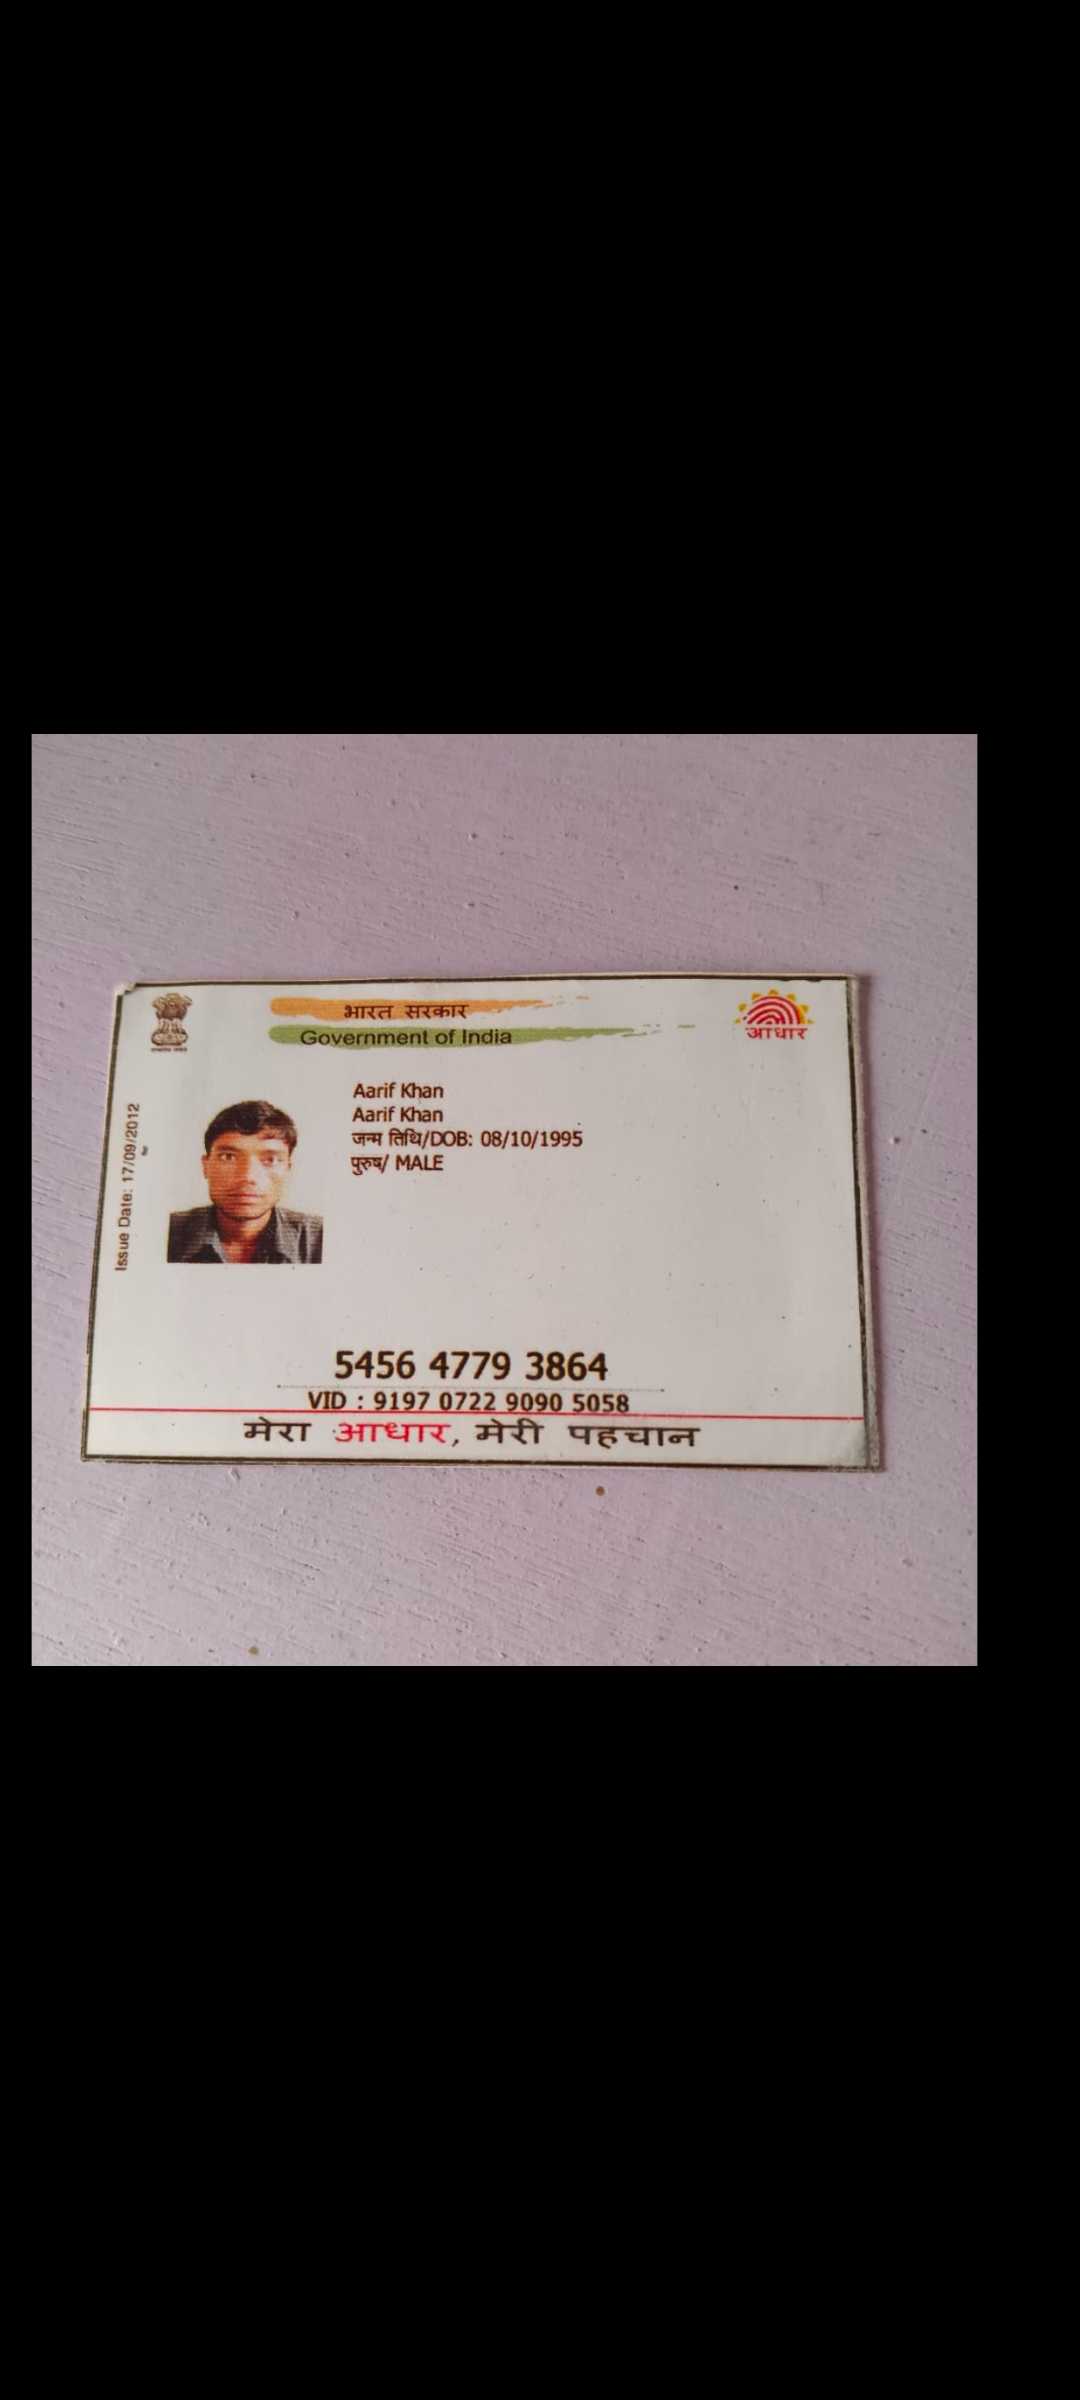 भारत सरकार
Government of India
आधार
Issue Date: 17/09/2012
Aarif Khan
Aarif Khan
जन्म तिथि/DOB: 08/10/1995
पुरुष/ MALE
5456 4779 3864
VID : 9197 0722 9090 5058
मेरा आधार, मेरी पहचान